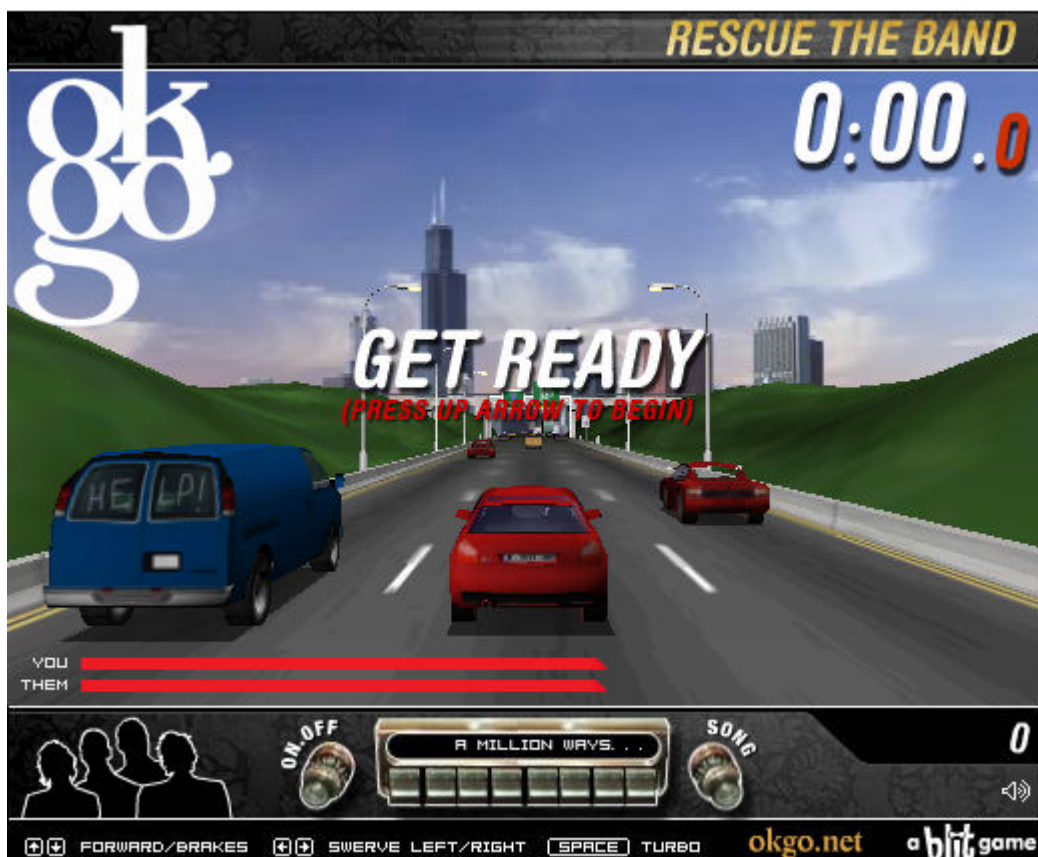 RESCUE THE BAND
ok
go
0:00.0
GET READY
(PRESS UP ARROW TO BEGIN)
HE LP!
YOU
THEM
ON.OFF
A MILLION WAYS...
SONG
0
FORWARD/BRAKES
SWERVE LEFT/RIGHT
SPACE TURBO
okgo.net
a blit game